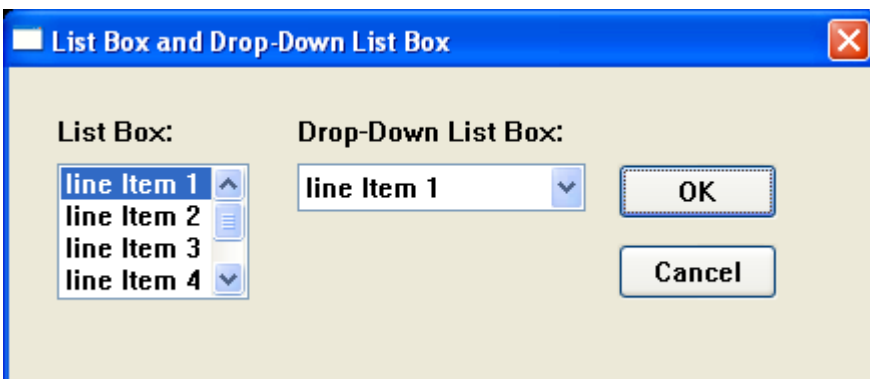 List Box and Drop-Down List Box
List Box:
line Item 1
line Item 2
line Item 3
line Item 4
Drop-Down List Box:
line Item 1
OK
Cancel